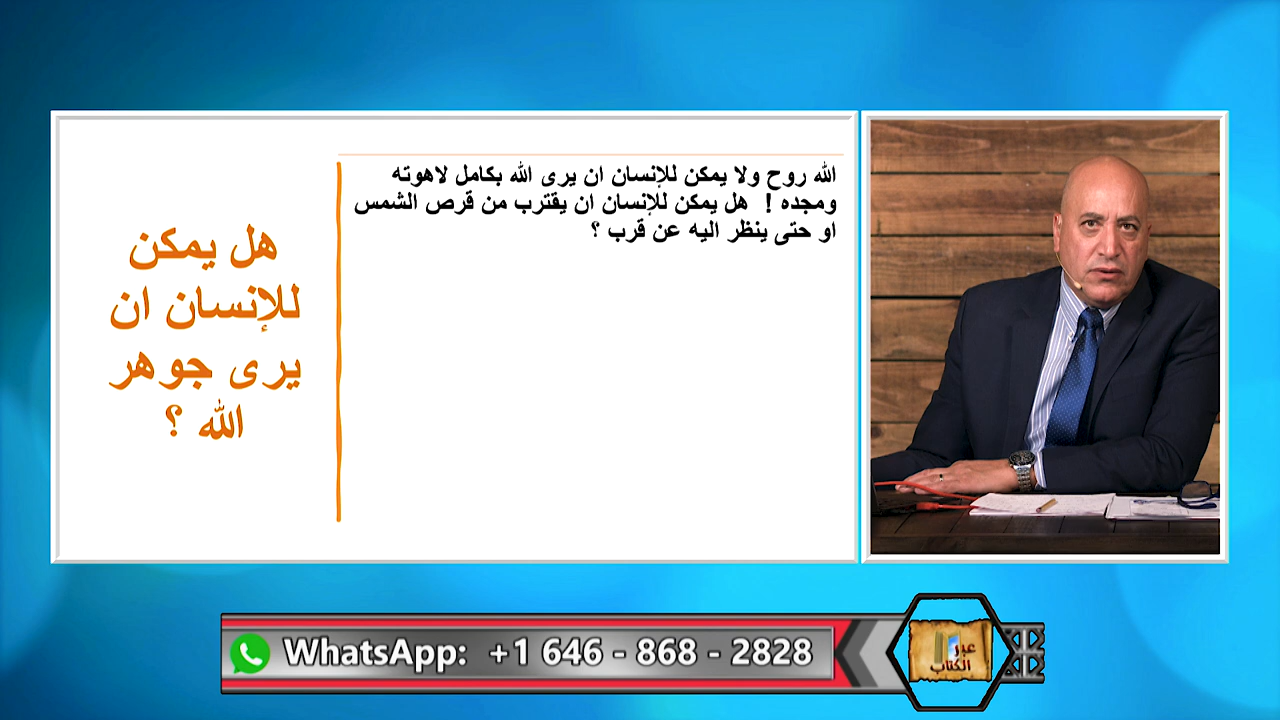 هل يمكن
للإنسان ان
يرى جوهر
الله ؟
الله روح ولا يمكن للإنسان ان يرى الله بكامل لاهوته
ومجده ! هل يمكن للإنسان ان يقترب من قرص الشمس
او حتى ينظر اليه عن قرب ؟
WhatsApp: +1 646 - 868 - 2828
عبر
الكتاب